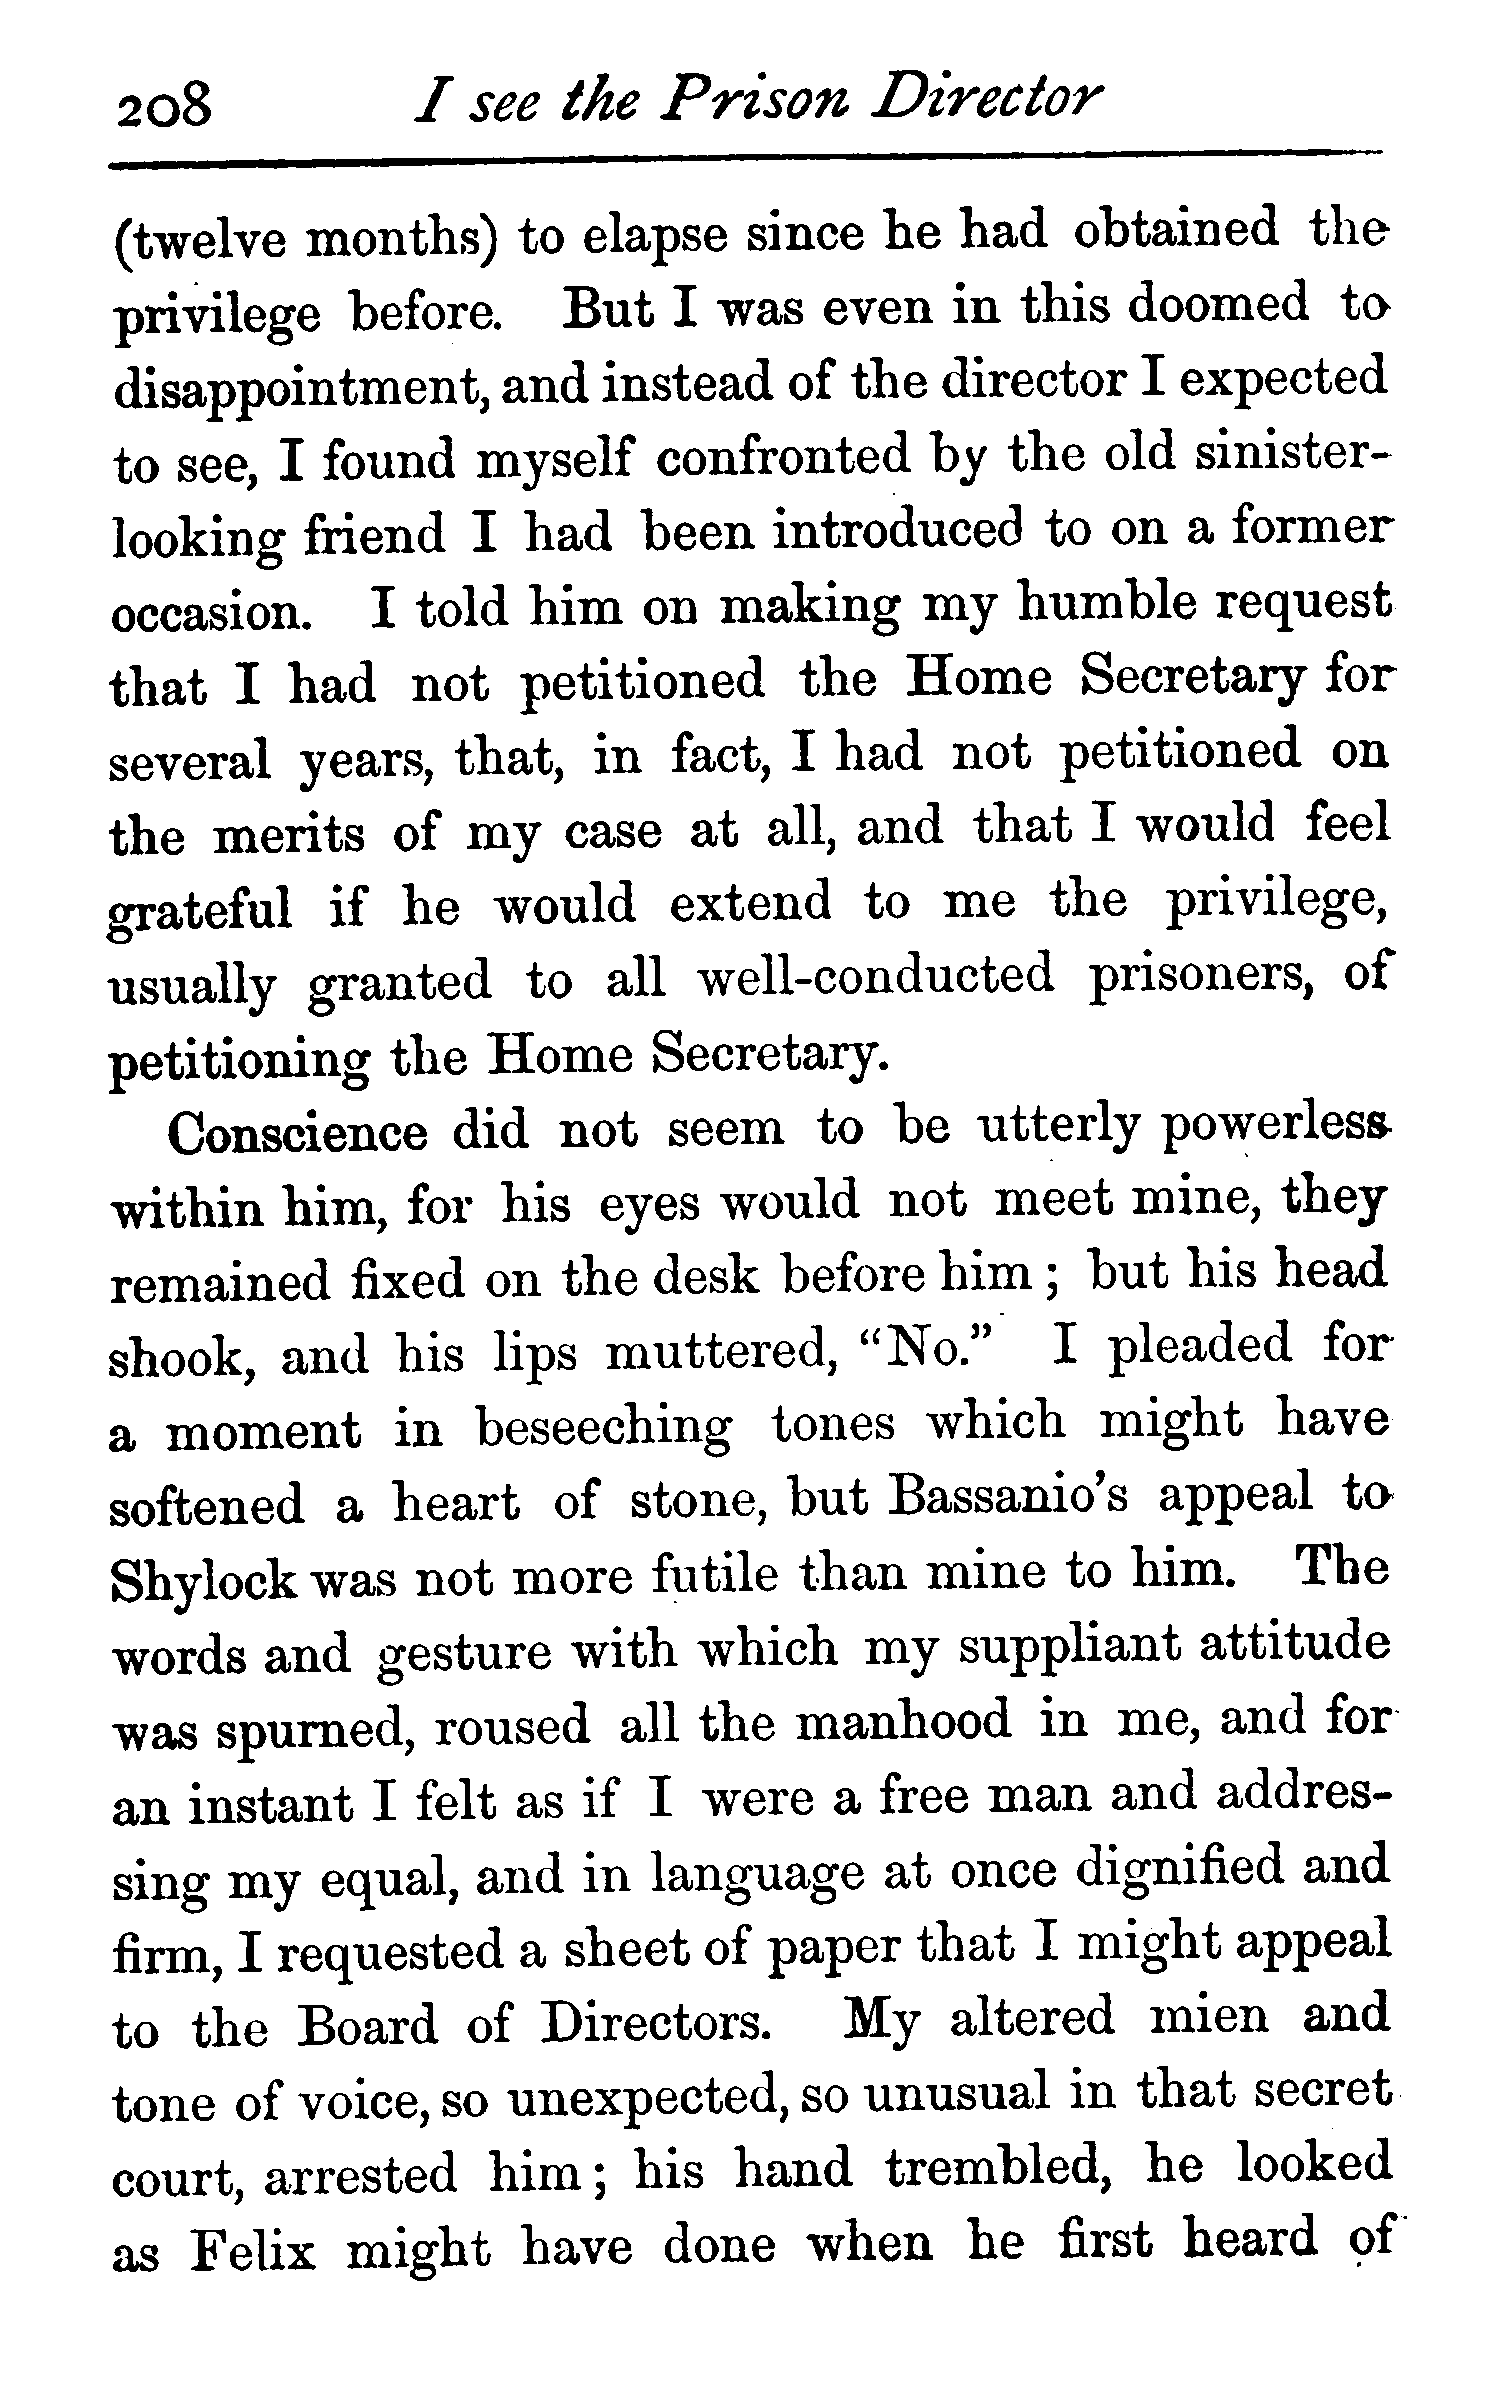 208 I see the Prison Director
(twelve months) to elapse since he had obtained the
privilege before. But I was even in this doomed to
disappointment, and instead of the director I expected
to see, I found myself confronted by the old sinister-
looking friend I had been introduced to on a former
occasion. I told him on making my humble request
that I had not petitioned the Home Secretary for
several years, that, in fact, I had not petitioned on
the merits of my case at all, and that I would feel
grateful if he would extend to me the privilege,
usually granted to all well-conducted prisoners, of
petitioning the Home Secretary.
Conscience did not seem to be utterly powerless
within him, for his eyes would not meet mine, they
remained fixed on the desk before him ; but his head
shook, and his lips muttered, “No.” I pleaded for
a moment in beseeching tones which might have
softened a heart of stone, but Bassanio’s appeal to
Shylock was not more futile than mine to him. The
words and gesture with which my suppliant attitude
was spurned, roused all the manhood in me, and for
an instant I felt as if I were a free man and addres-
sing my equal, and in language at once dignified and
firm, I requested a sheet of paper that I might appeal
to the Board of Directors. My altered mien and
tone of voice, so unexpected, so unusual in that secret
court, arrested him ; his hand trembled, he looked
as Felix might have done when he first heard of